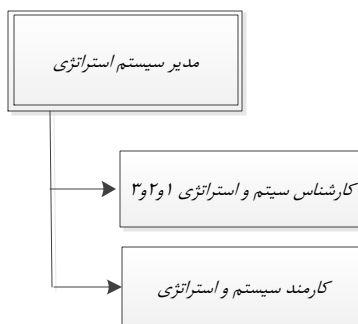 مدیر سیستم استراتژی
کارشناس سیتم و استراتژی ۱و۲و۳
کارمند سیستم و استراتژی